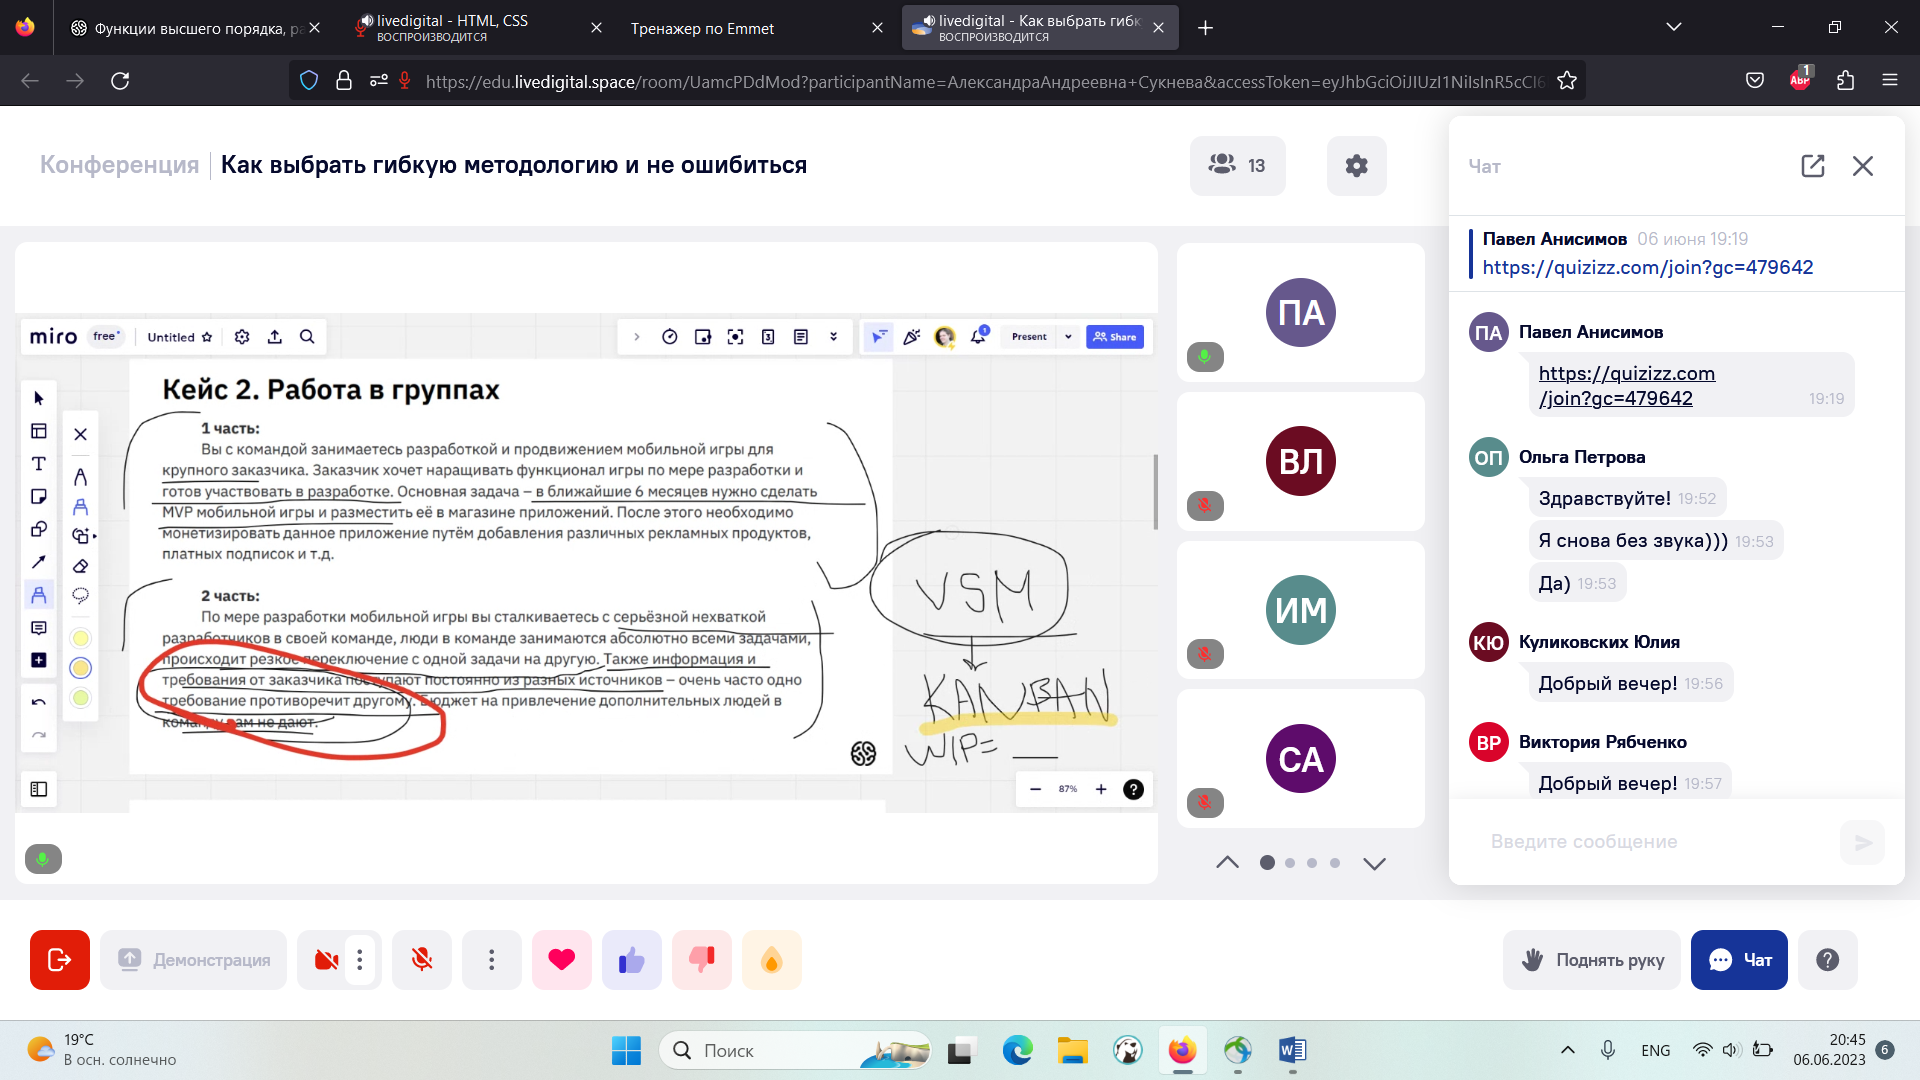 Функции высшего порядка, ра
livedigital - HTML, CSS
ВОСПРОИЗВОДИТСЯ
Тренажер по Emmet
livedigital - Как выбрать гибк
ВОСПРОИЗВОДИТСЯ
https://edu.livedigital.space/room/UamcPDdMod?participantName=АлександраАндреевна+Сукнева&accessToken=eyJhbGciOiJIUzI1NiIsInR5cCI6
ABP
1
Конференция
Как выбрать гибкую методологию и не ошибиться
13
miro
free
Untitled
3
1
Present
Share
Кейс 2. Работа в группах
1 часть:
Вы с командой занимаетесь разработкой и продвижением мобильной игры для
крупного заказчика. Заказчик хочет наращивать функционал игры по мере разработки и
готов участвовать в разработке. Основная задача – в ближайшие 6 месяцев нужно сделать
MVP мобильной игры и разместить её в магазине приложений. После этого необходимо
монетизировать данное приложение путём добавления различных рекламных продуктов,
платных подписок и т.д.
2 часть:
По мере разработки мобильной игры вы сталкиваетесь с серьёзной нехваткой
разработчиков в своей команде, люди в команде занимаются абсолютно всеми задачами,
происходит резкое переключение с одной задачи на другую. Также информация и
требования от заказчика поступают постоянно из разных источников – очень часто одно
требование противоречит другому. Бюджет на привлечение дополнительных людей в
команду вам не дают.
VSM
KANBAN
WIP= __
87%
ПА
ВЛ
ИМ
СА
Чат
Павел Анисимов 06 июня 19:19
https://quizizz.com/join?gc=479642
ПА
Павел Анисимов
https://quizizz.com
/join?gc=479642
19:19
ОП
Ольга Петрова
Здравствуйте! 19:52
Я снова без звука))) 19:53
Да) 19:53
КЮ
Куликовских Юлия
Добрый вечер! 19:56
ВР
Виктория Рябченко
Добрый вечер! 19:57
Введите сообщение
Демонстрация
Поднять руку
Чат
19°C
В осн. солнечно
Поиск
ENG
20:45
06.06.2023
6